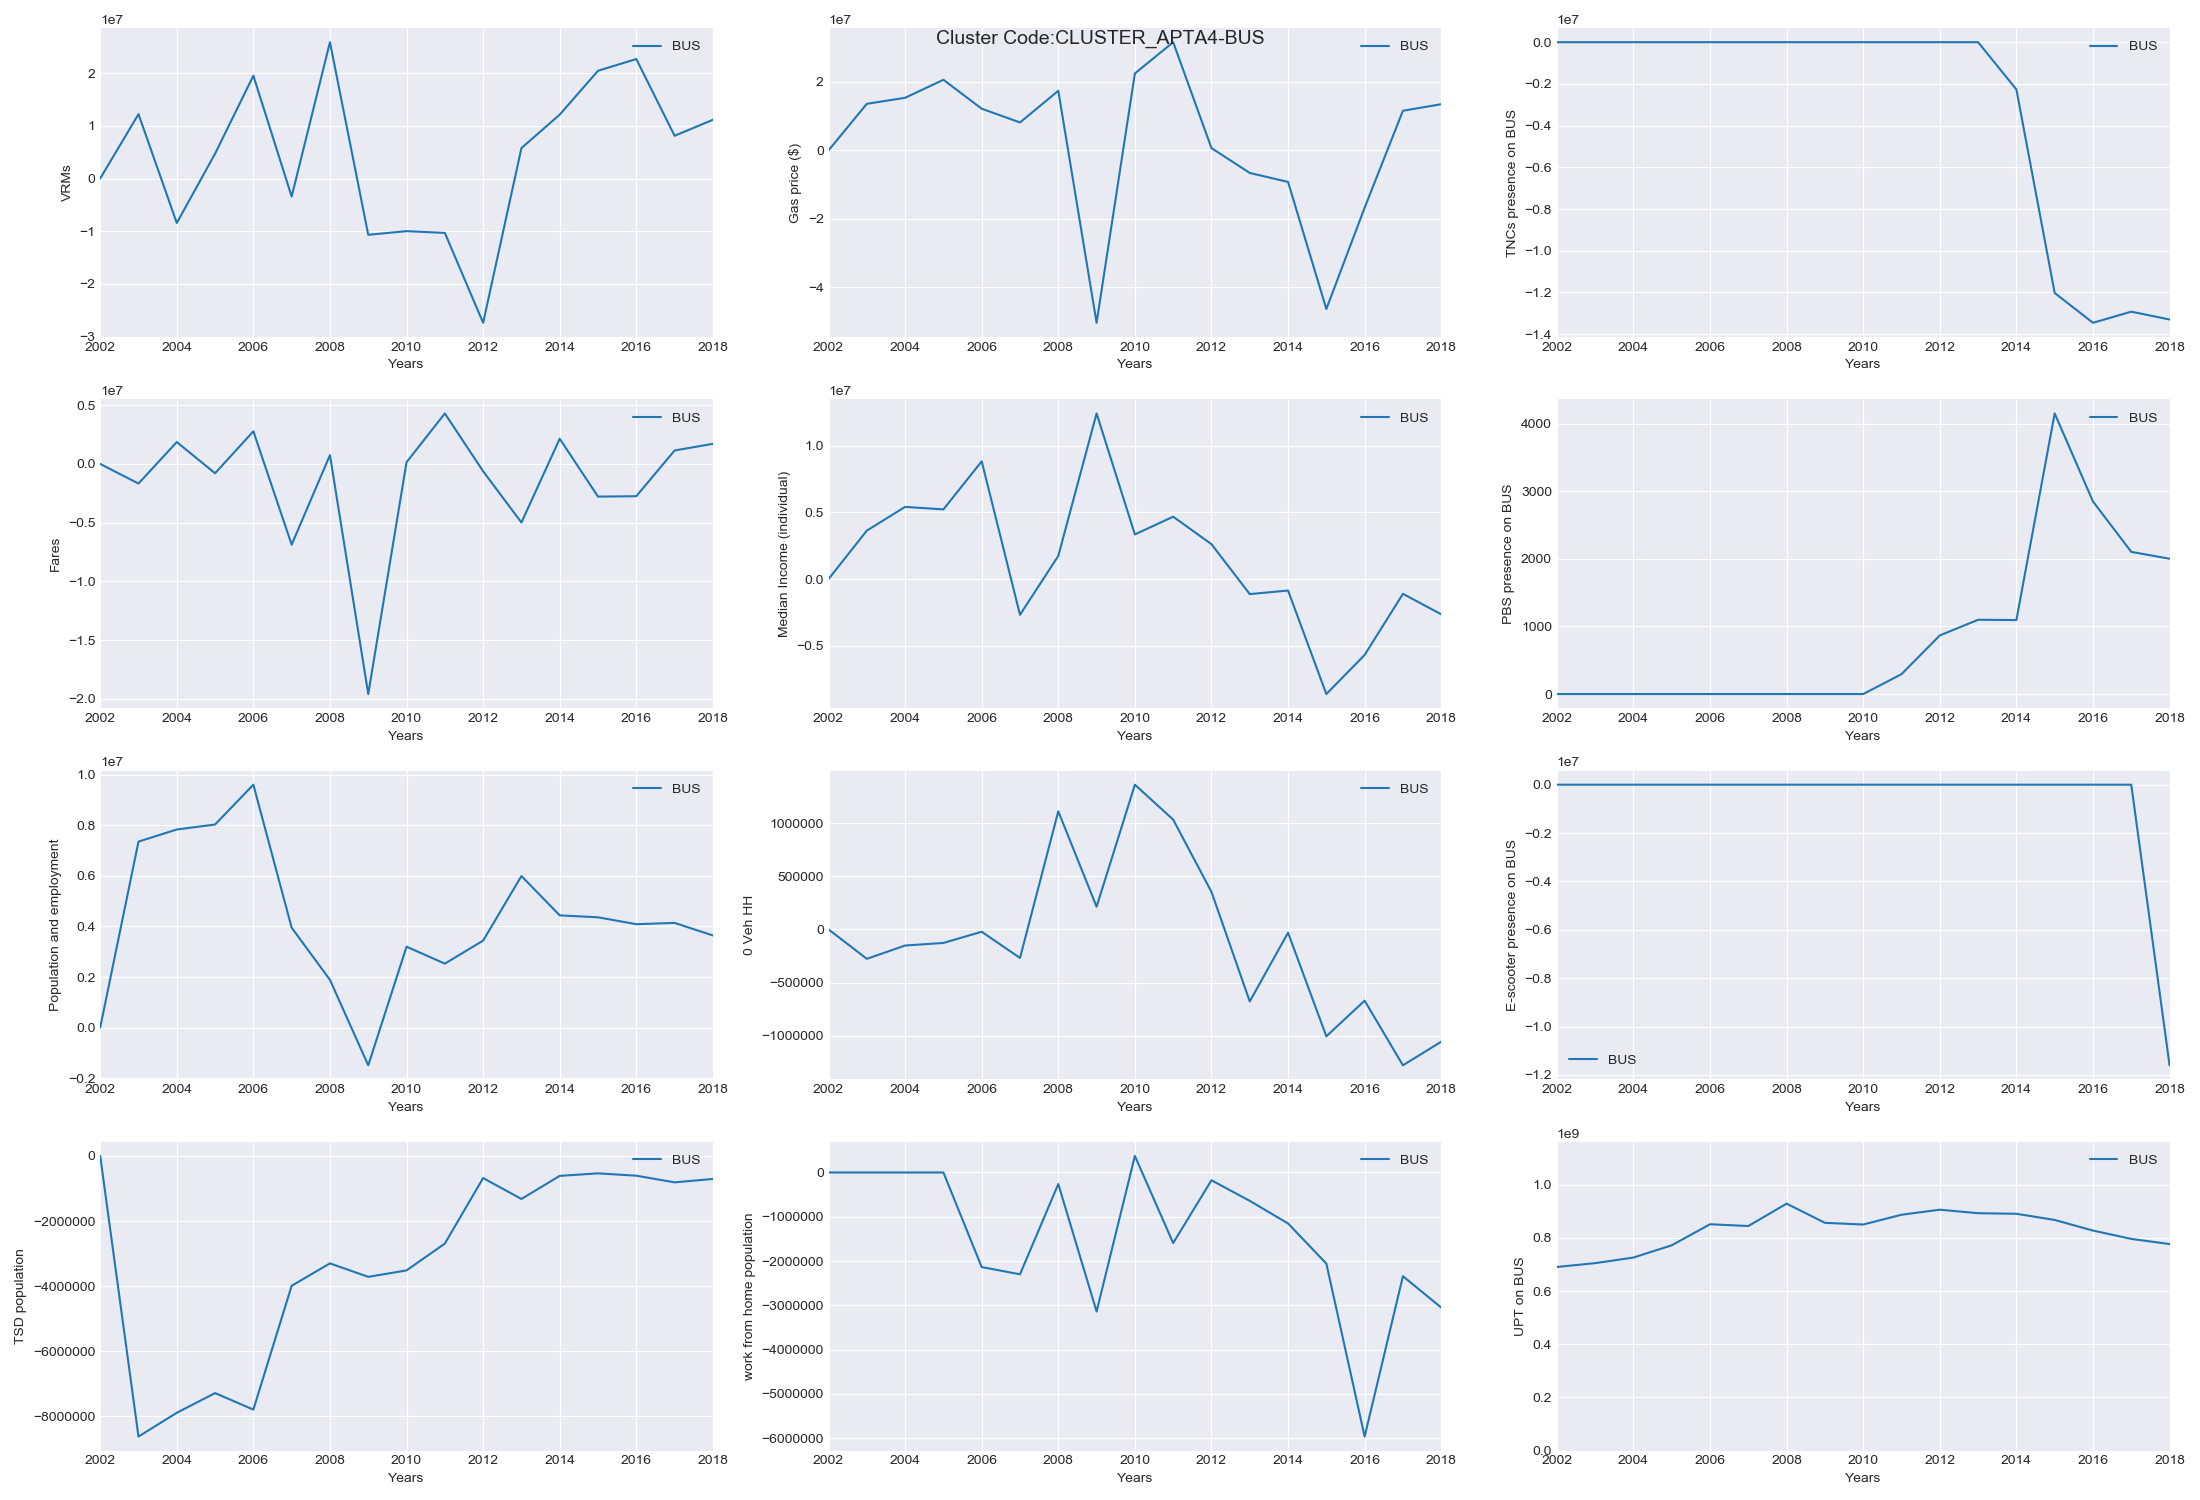 Cluster Code:CLUSTER_APTA4-BUS
1e7
BUS
2
1
0
−1
−2
−3
VRMs
2002 2004 2006 2008 2010 2012 2014 2016 2018
Years
1e7
BUS
2
0
−2
−4
Gas price ($)
2002 2004 2006 2008 2010 2012 2014 2016 2018
Years
1e7
BUS
0.0
−0.2
−0.4
−0.6
−0.8
−1.0
−1.2
−1.4
TNCs presence on BUS
2002 2004 2006 2008 2010 2012 2014 2016 2018
Years
1e7
BUS
0.5
0.0
−0.5
−1.0
−1.5
−2.0
Fares
2002 2004 2006 2008 2010 2012 2014 2016 2018
Years
1e7
BUS
1.0
0.5
0.0
−0.5
Median Income (individual)
2002 2004 2006 2008 2010 2012 2014 2016 2018
Years
BUS
4000
3000
2000
1000
0
PBS presence on BUS
2002 2004 2006 2008 2010 2012 2014 2016 2018
Years
1e7
BUS
1.0
0.8
0.6
0.4
0.2
0.0
−0.2
Population and employment
2002 2004 2006 2008 2010 2012 2014 2016 2018
Years
BUS
1000000
500000
0
−500000
−1000000
0 Veh HH
2002 2004 2006 2008 2010 2012 2014 2016 2018
Years
1e7
0.0
−0.2
−0.4
−0.6
−0.8
−1.0
−1.2
E-scooter presence on BUS
BUS
2002 2004 2006 2008 2010 2012 2014 2016 2018
Years
BUS
0
−2000000
−4000000
−6000000
−8000000
TSD population
2002 2004 2006 2008 2010 2012 2014 2016 2018
Years
BUS
0
−1000000
−2000000
−3000000
−4000000
−5000000
−6000000
work from home population
2002 2004 2006 2008 2010 2012 2014 2016 2018
Years
1e9
BUS
1.0
0.8
0.6
0.4
0.2
0.0
UPT on BUS
2002 2004 2006 2008 2010 2012 2014 2016 2018
Years